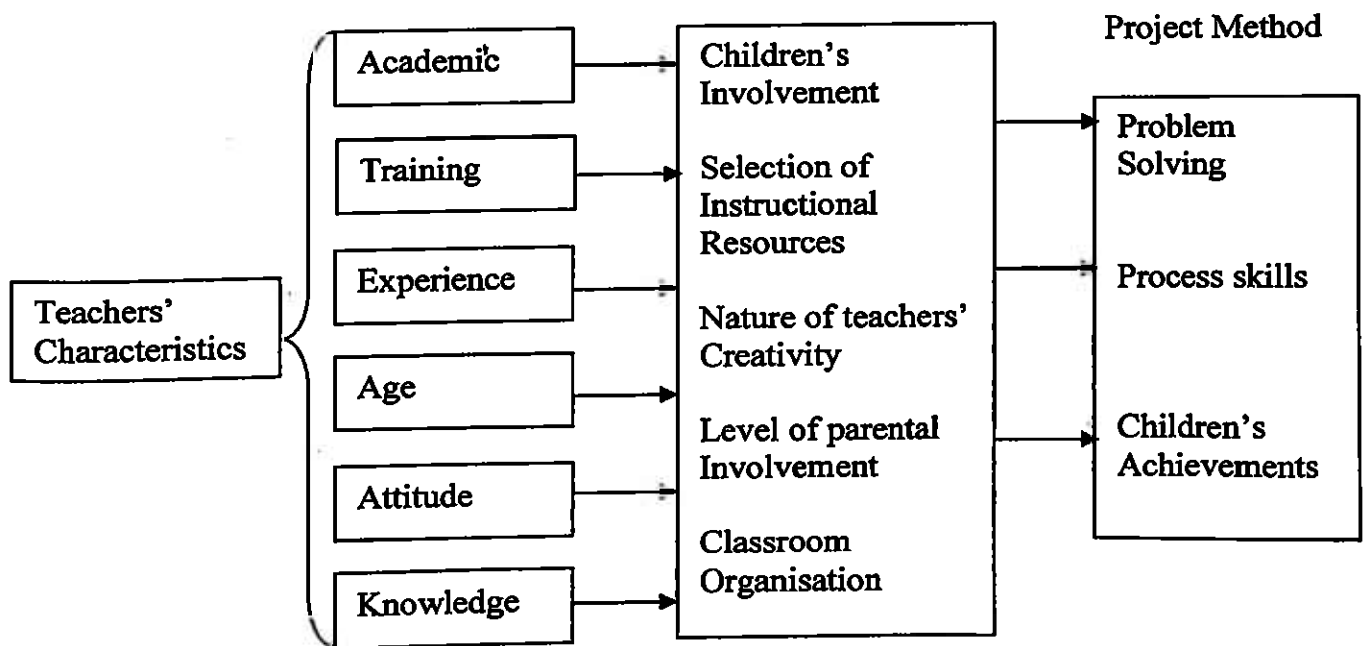 Project Method
Teachers'
Characteristics
Academic
Training
Experience
Age
Attitude
Knowledge
Children's
Involvement
Selection of
Instructional
Resources
Nature of teachers'
Creativity
Level of parental
Involvement
Classroom
Organisation
Problem
Solving
Process skills
Children's
Achievements